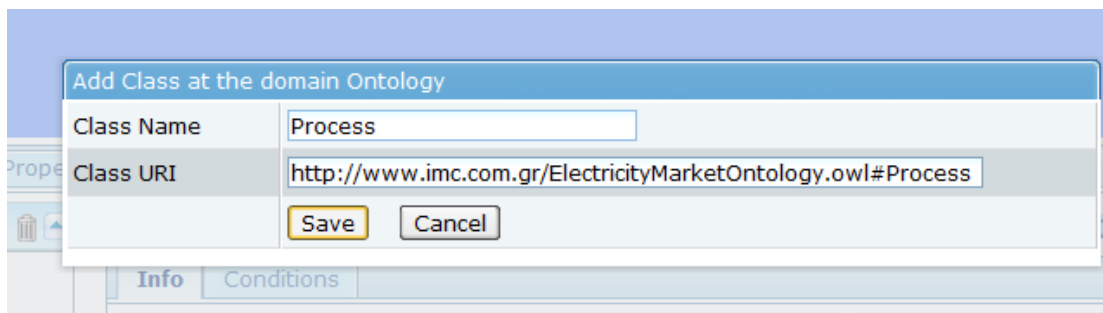 Add Class at the domain Ontology
Class Name Process
Prope Class URI http://www.imc.com.gr/ElectricityMarketOntology.owl#Process
Save Cancel
Info Conditions